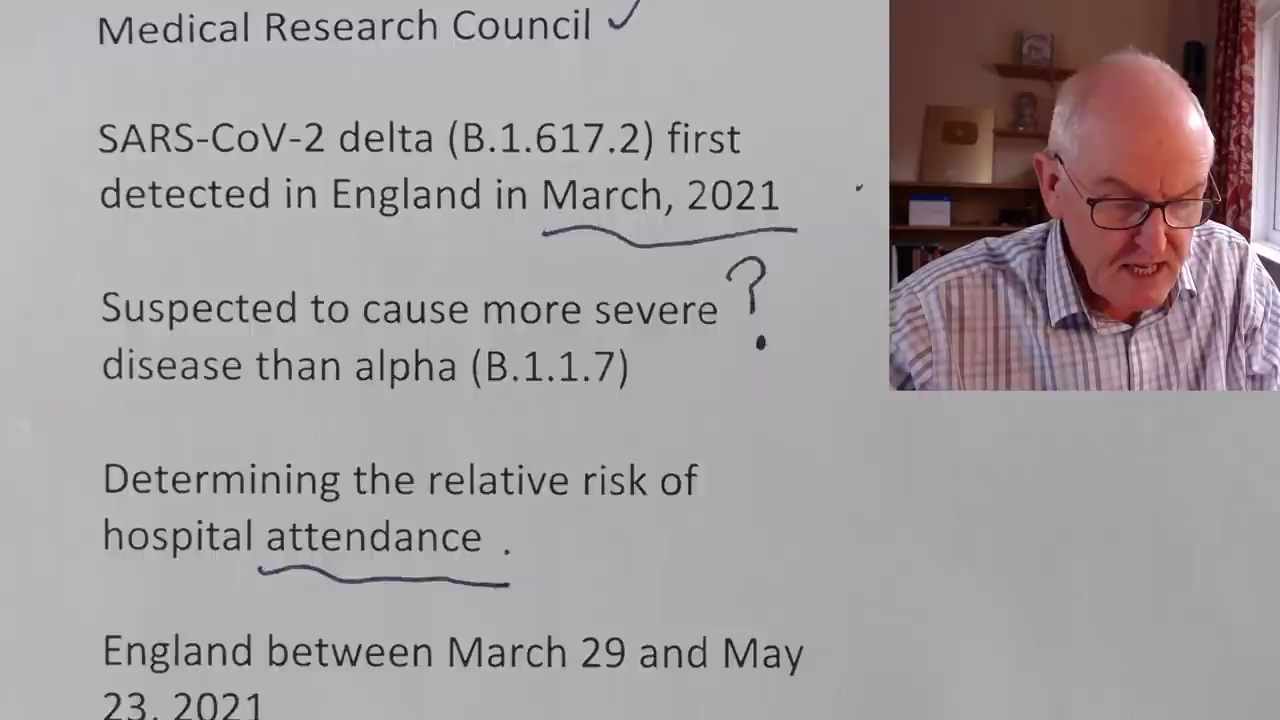 Medical Research Council
SARS-CoV-2 delta (B.1.617.2) first
detected in England in March, 2021
Suspected to cause more severe ?
disease than alpha (B.1.1.7)
Determining the relative risk of
hospital attendance .
England between March 29 and May
23, 2021